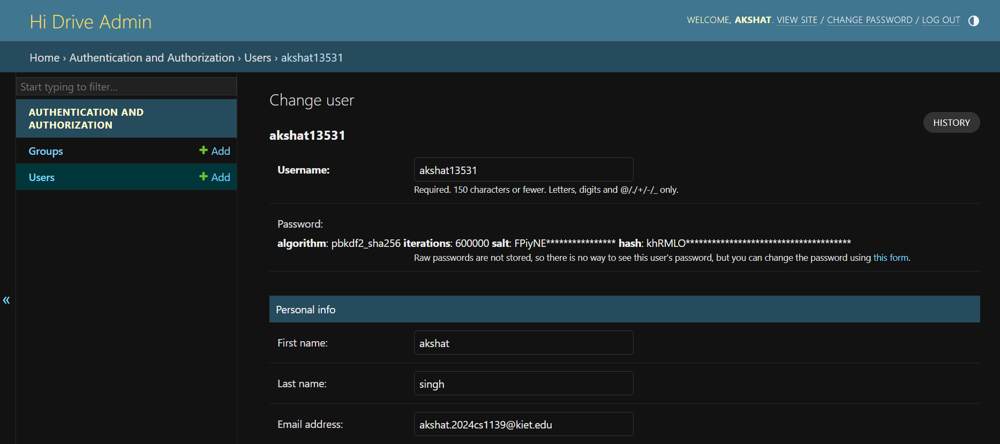 Hi Drive Admin
WELCOME, AKSHAT. VIEW SITE / CHANGE PASSWORD / LOG OUT
Home › Authentication and Authorization › Users › akshat13531
Start typing to filter...
AUTHENTICATION AND
AUTHORIZATION
Groups + Add
Users + Add
«
Change user
HISTORY
akshat13531
Username: akshat13531
Required. 150 characters or fewer. Letters, digits and @/./+/-/_ only.
Password:
algorithm: pbkdf2_sha256 iterations: 600000 salt: FPiyNE**************** hash: khRMLO**************************************
Raw passwords are not stored, so there is no way to see this user's password, but you can change the password using this form.
Personal info
First name: akshat
Last name: singh
Email address: akshat.2024cs1139@kiet.edu